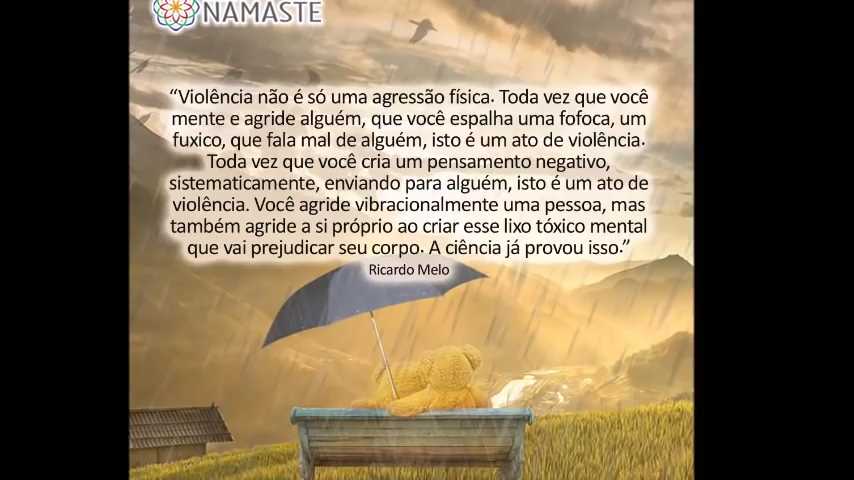 NAMASTE
“Violência não é só uma agressão física. Toda vez que você
mente e agride alguém, que você espalha uma fofoca, um
fuxico, que fala mal de alguém, isto é um ato de violência.
Toda vez que você cria um pensamento negativo,
sistematicamente, enviando para alguém, isto é um ato de
violência. Você agride vibracionalmente uma pessoa, mas
também agride a si próprio ao criar esse lixo tóxico mental
que vai prejudicar seu corpo. A ciência já provou isso.”
Ricardo Melo